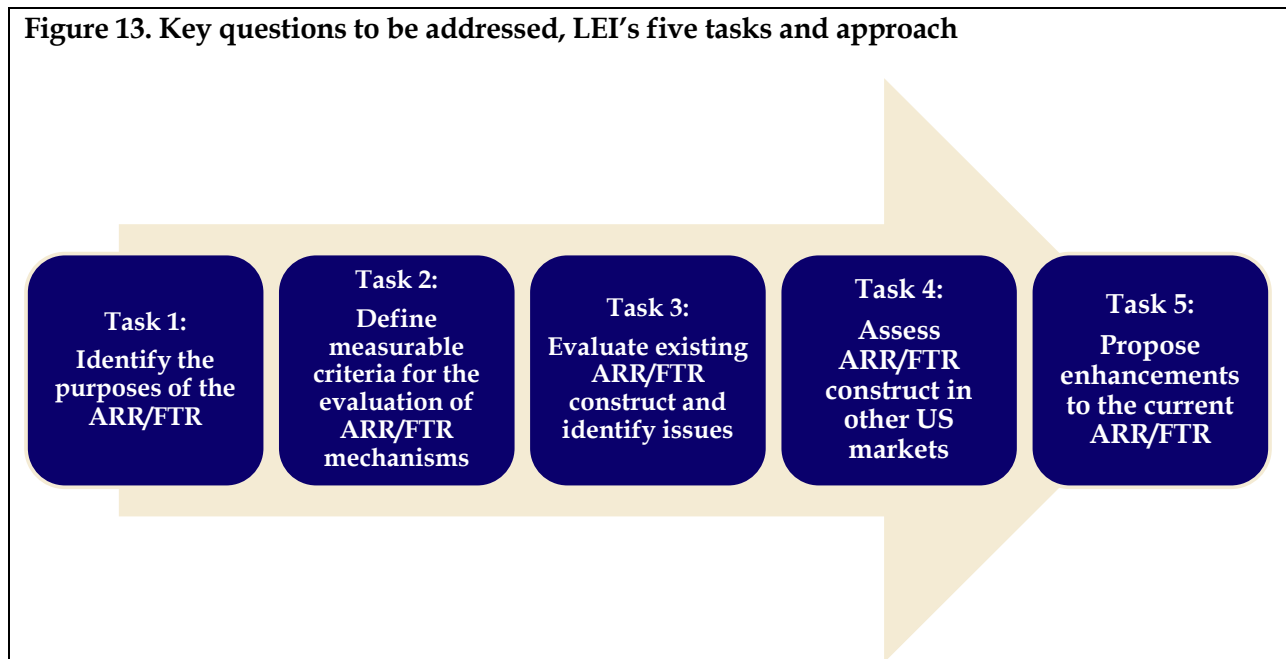 Figure 13. Key questions to be addressed, LEI’s five tasks and approach
Task 1:
Identify the
purposes of the
ARR/FTR
Task 2:
Define
measurable
criteria for the
evaluation of
ARR/FTR
mechanisms
Task 3:
Evaluate existing
ARR/FTR
construct and
identify issues
Task 4:
Assess
ARR/FTR
construct in
other US
markets
Task 5:
Propose
enhancements
to the current
ARR/FTR